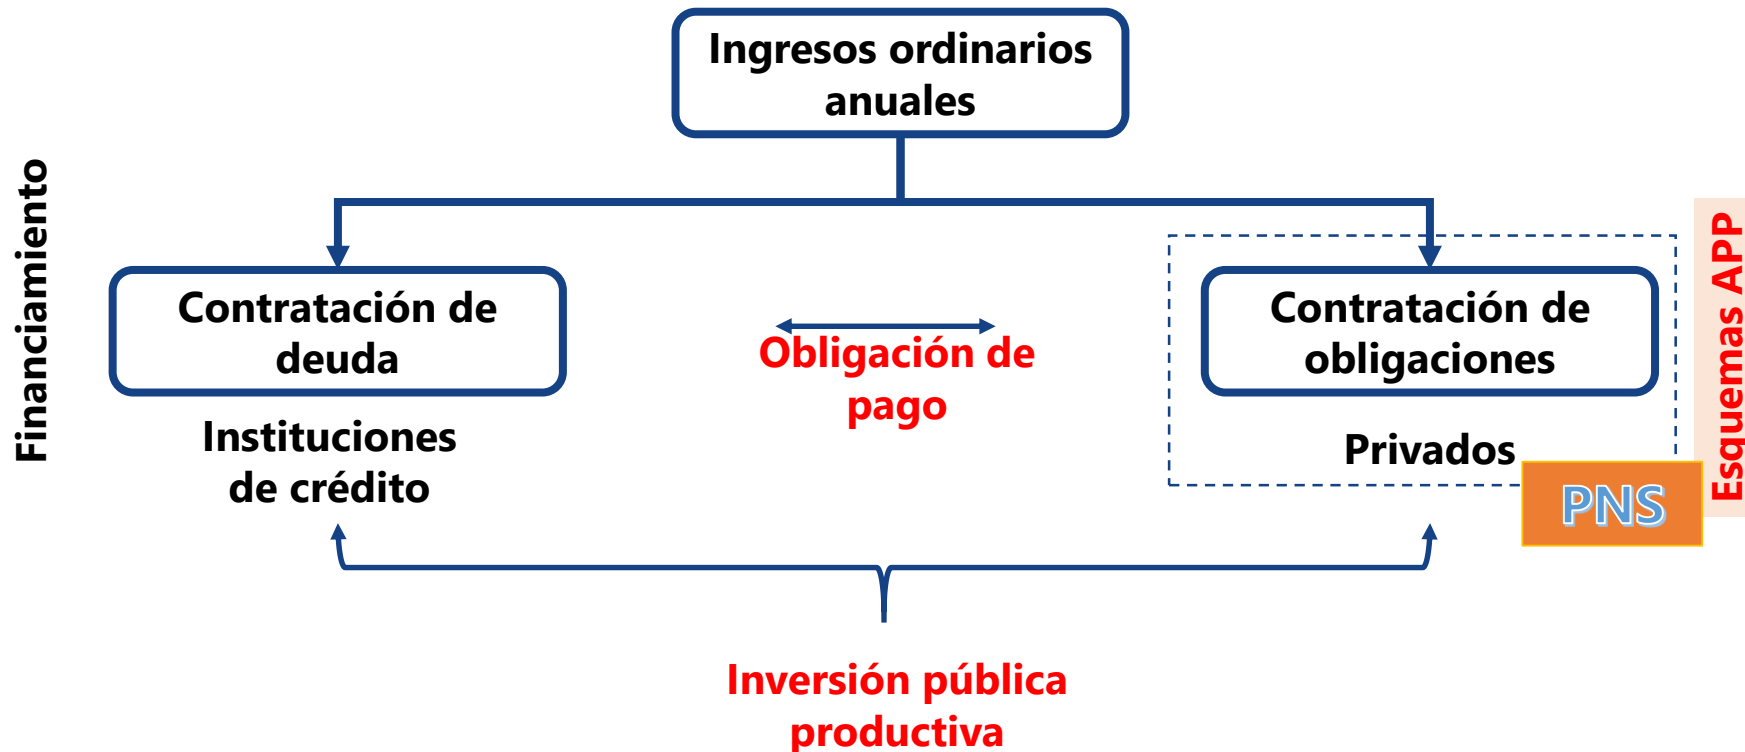 Ingresos ordinarios
anuales
Financiamiento
Contratación de
deuda
Instituciones
de crédito
Obligación de
pago
Contratación de
obligaciones
Privados
PNS
Esquemas APP
Inversión pública
productiva